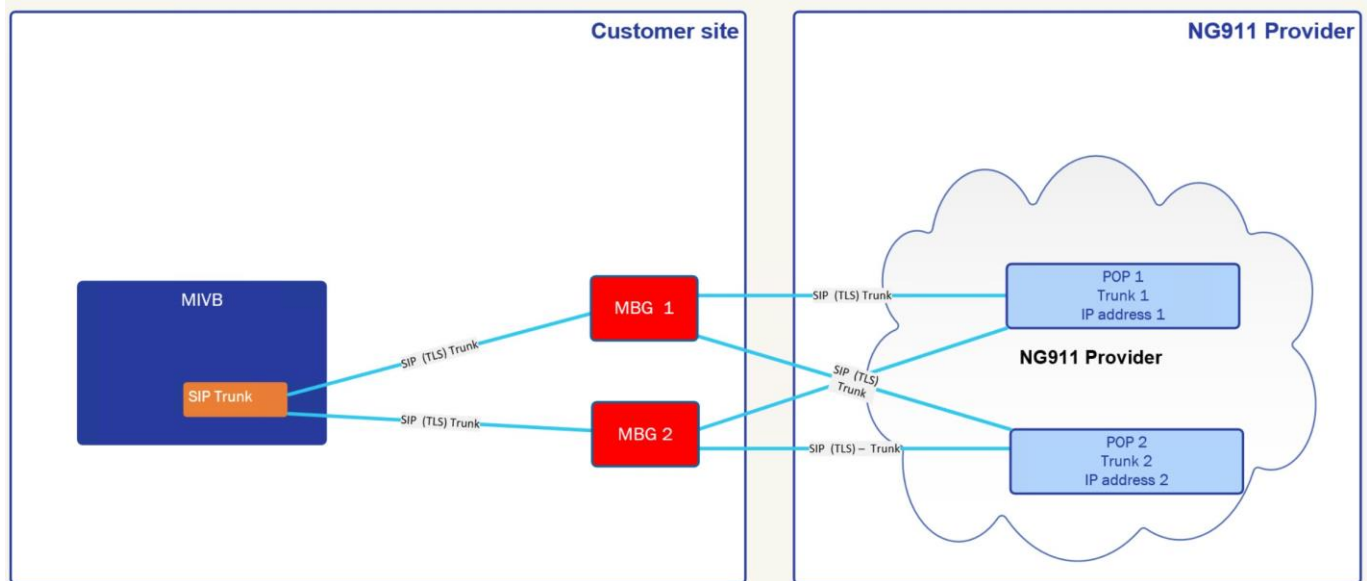 Customer site
NG911 Provider
MIVB
SIP Trunk
SIP (TLS) Trunk
SIP (TLS) Trunk
MBG 1
MBG 2
SIP (TLS) Trunk
SIP (TLS)
Trunk
SIP (TLS) – Trunk
POP 1
Trunk 1
IP address 1
NG911 Provider
POP 2
Trunk 2
IP address 2